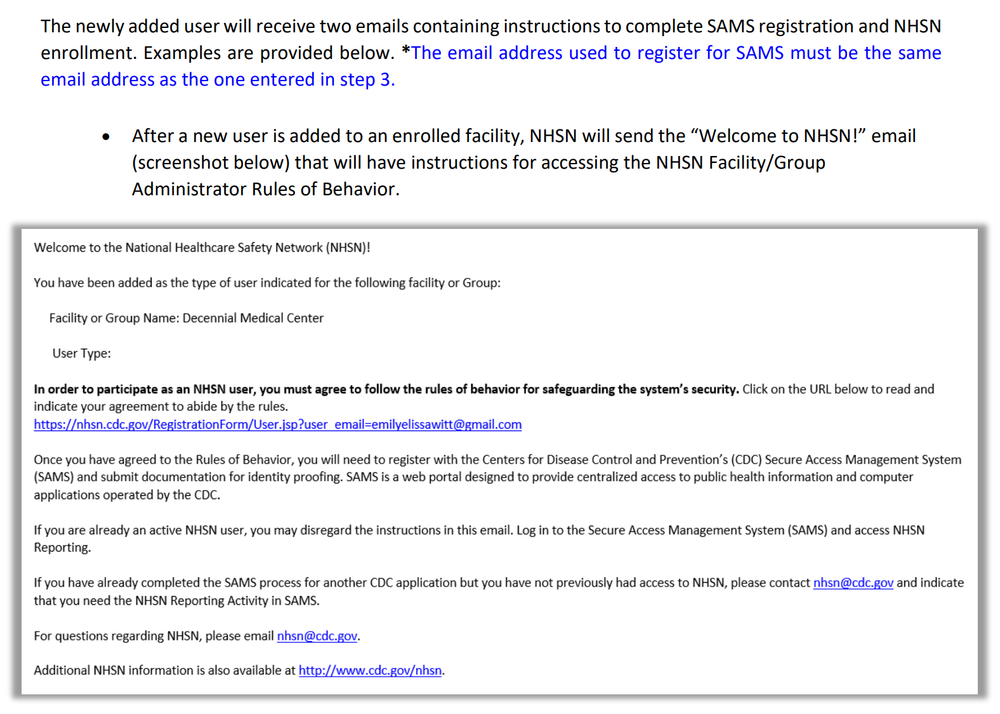 The newly added user will receive two emails containing instructions to complete SAMS registration and NHSN
enrollment. Examples are provided below. *The email address used to register for SAMS must be the same
email address as the one entered in step 3.
• After a new user is added to an enrolled facility, NHSN will send the “Welcome to NHSN!” email
(screenshot below) that will have instructions for accessing the NHSN Facility/Group
Administrator Rules of Behavior.
Welcome to the National Healthcare Safety Network (NHSN)!
You have been added as the type of user indicated for the following facility or Group:
Facility or Group Name: Decennial Medical Center
User Type:
In order to participate as an NHSN user, you must agree to follow the rules of behavior for safeguarding the system’s security. Click on the URL below to read and
indicate your agreement to abide by the rules.
https://nhsn.cdc.gov/RegistrationForm/User.jsp?user_email=emilyelissawitt@gmail.com
Once you have agreed to the Rules of Behavior, you will need to register with the Centers for Disease Control and Prevention’s (CDC) Secure Access Management System
(SAMS) and submit documentation for identity proofing. SAMS is a web portal designed to provide centralized access to public health information and computer
applications operated by the CDC.
If you are already an active NHSN user, you may disregard the instructions in this email. Log in to the Secure Access Management System (SAMS) and access NHSN
Reporting.
If you have already completed the SAMS process for another CDC application but you have not previously had access to NHSN, please contact nhsn@cdc.gov and indicate
that you need the NHSN Reporting Activity in SAMS.
For questions regarding NHSN, please email nhsn@cdc.gov.
Additional NHSN information is also available at http://www.cdc.gov/nhsn.